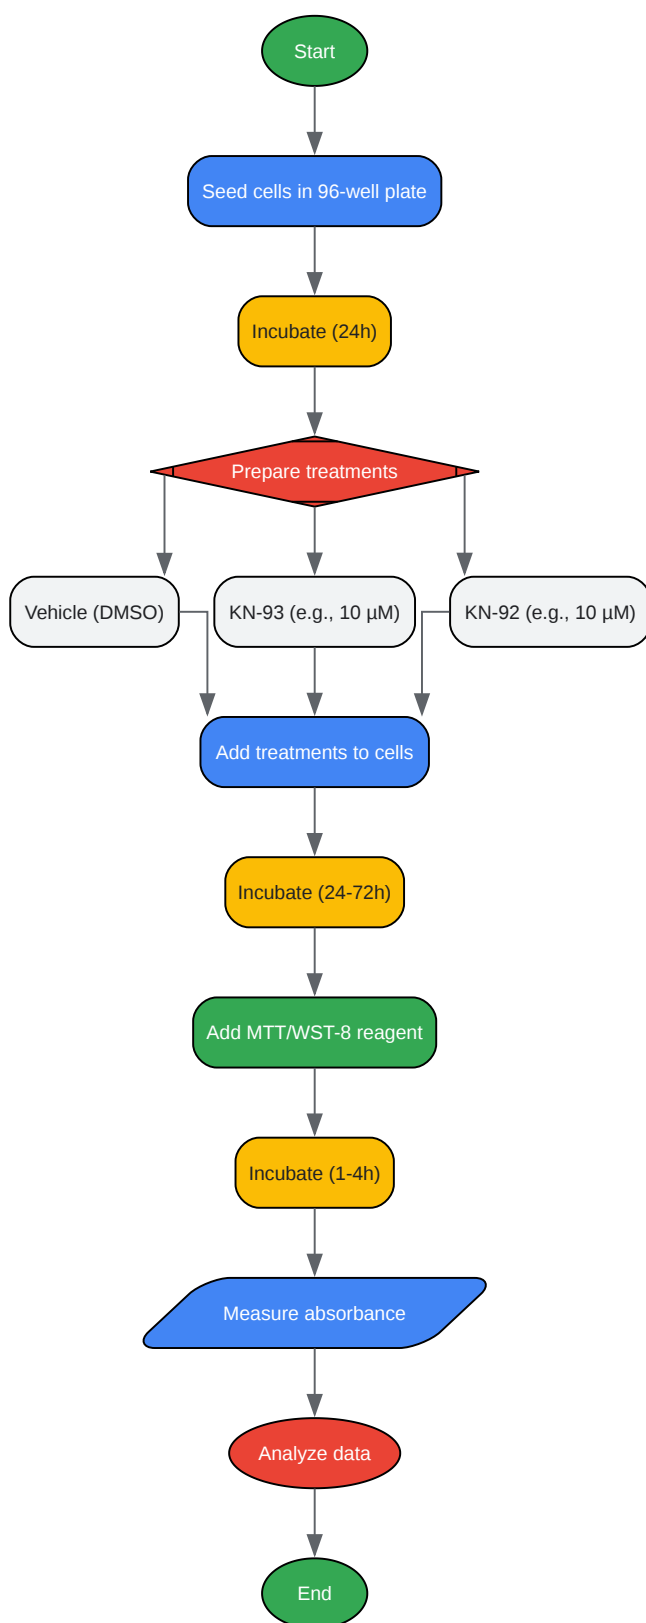 Start
Seed cells in 96-well plate
Incubate (24h)
Prepare treatments
Vehicle (DMSO)
KN-93 (e.g., 10 µM)
KN-92 (e.g., 10 µM)
Add treatments to cells
Incubate (24-72h)
Add MTT/WST-8 reagent
Incubate (1-4h)
Measure absorbance
Analyze data
End